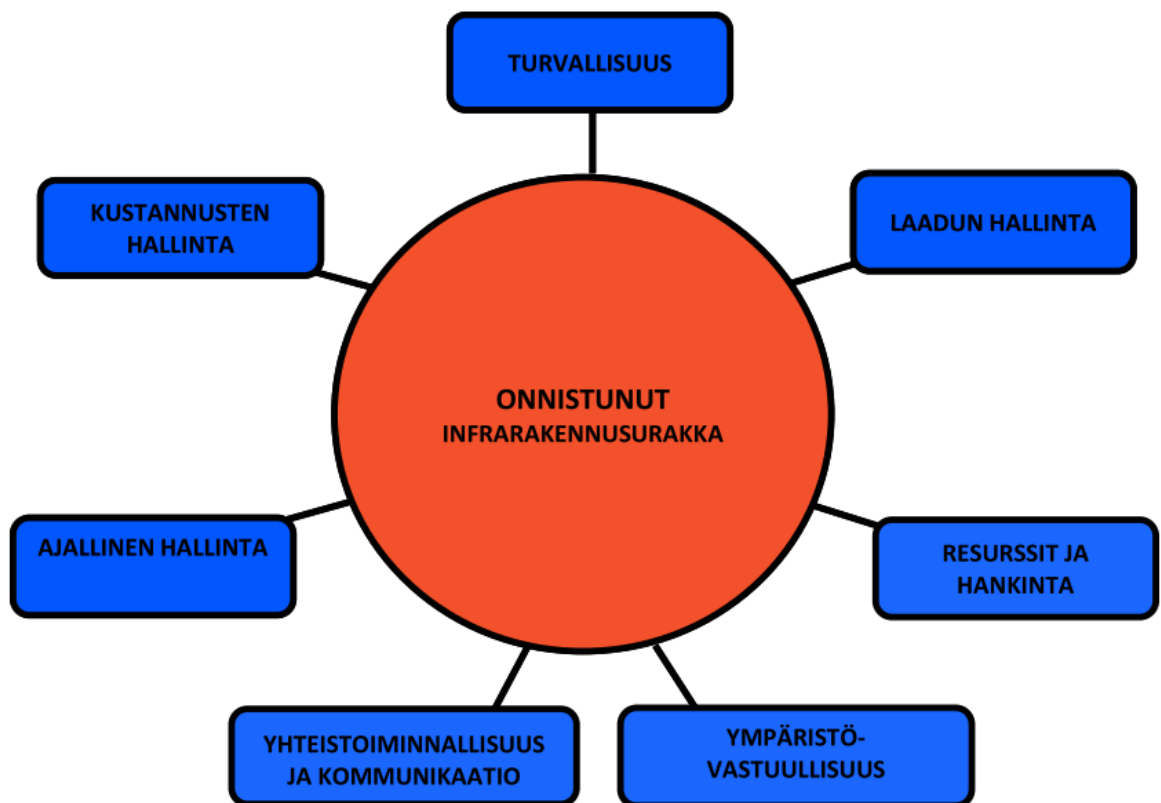 TURVALLISUUS
KUSTANNUSTEN
HALLINTA
LAADUN HALLINTA
ONNISTUNUT
INFRARAKENNUSURAKKA
AJALLINEN HALLINTA
RESURSSIT JA
HANKINTA
YHTEISTOIMINNALLISUUS
JA KOMMUNIKAATIO
YMPÄRISTÖ-
VASTUULLISUUS